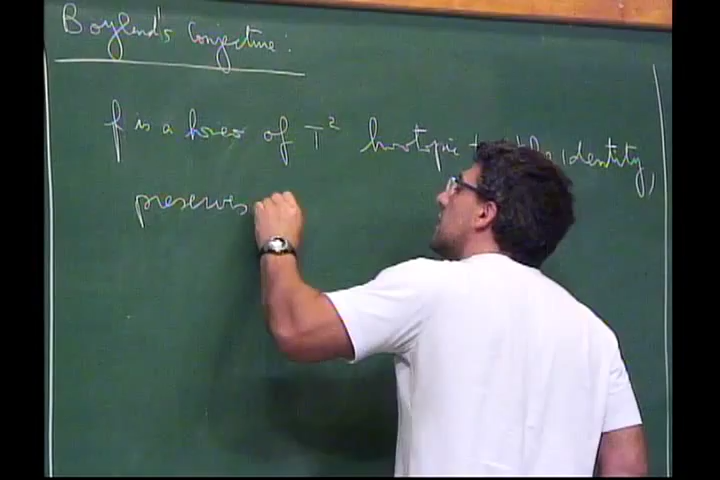 Boyland's Conjecture:
f is a homeo of T² homotopic to the identity,
preserves